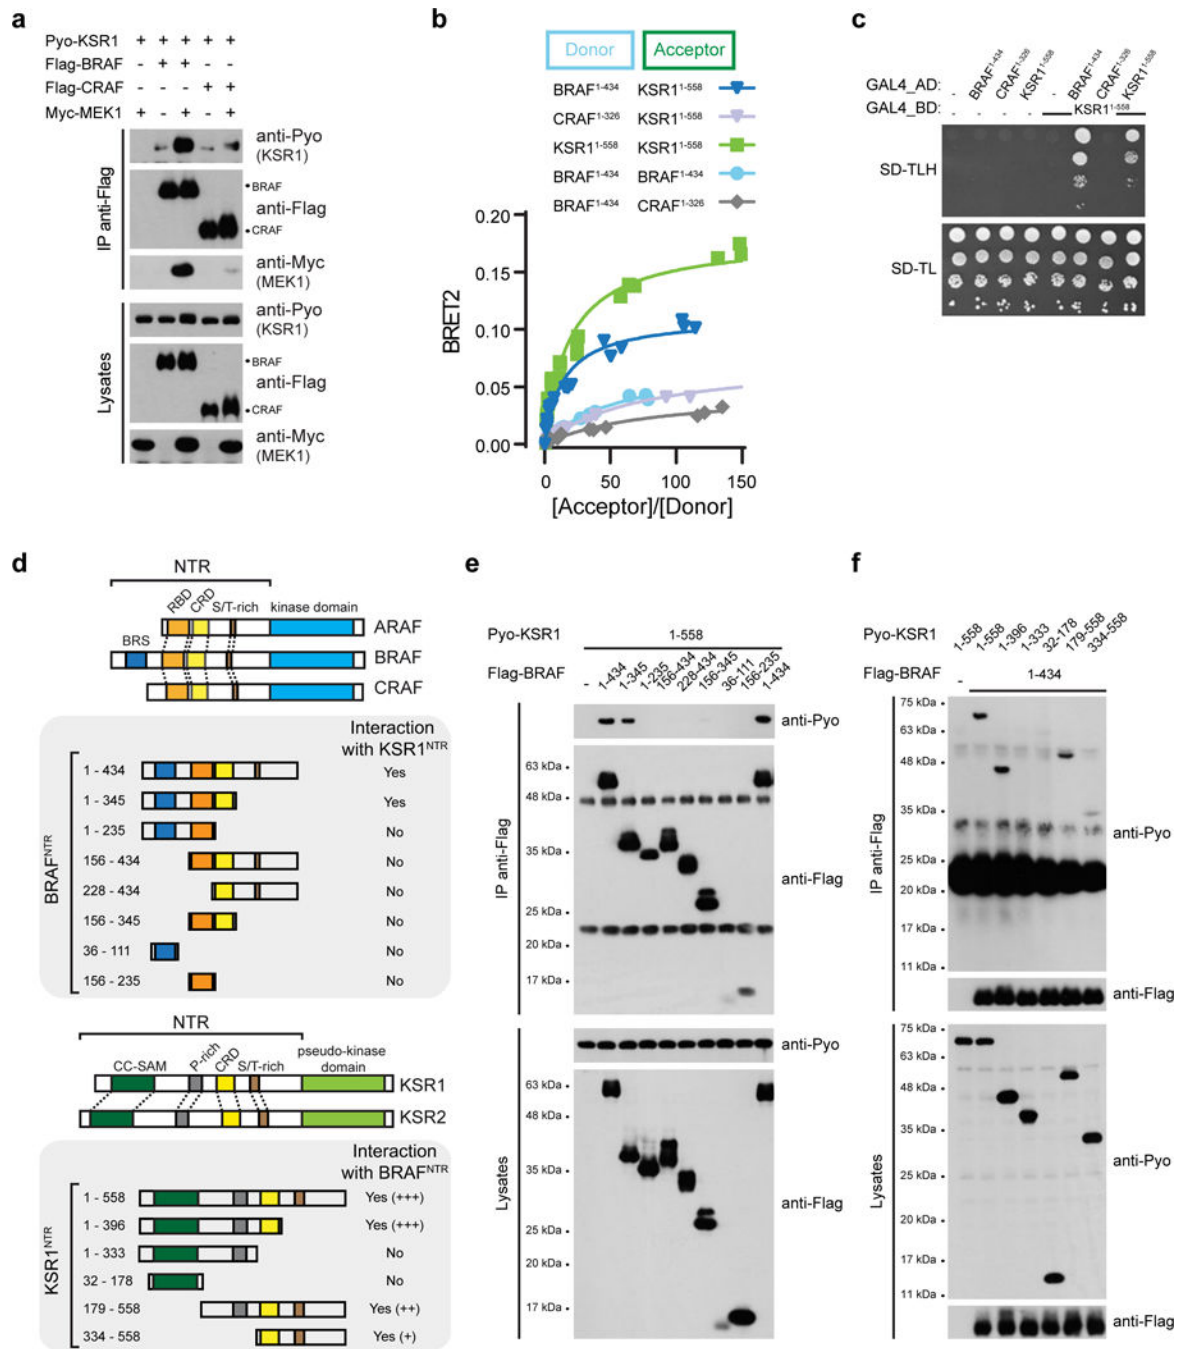 a
Pyo-KSR1 + + + + +
Flag-BRAF - + + - -
Flag-CRAF - - - + +
Myc-MEK1 + - + - +
IP anti-Flag
anti-Pyo
(KSR1)
• BRAF
anti-Flag
• CRAF
anti-Myc
(MEK1)
Lysates
anti-Pyo
(KSR1)
• BRAF
anti-Flag
• CRAF
anti-Myc
(MEK1)
b
Donor Acceptor
BRAF1-434 KSR11-558
CRAF1-326 KSR11-558
KSR11-558 KSR11-558
BRAF1-434 BRAF1-434
BRAF1-434 CRAF1-326
BRET2
0.20
0.15
0.10
0.05
0.00
0 50 100 150
[Acceptor]/[Donor]
c
GAL4_AD: - BRAF1-434 CRAF1-326 KSR11-558 - BRAF1-434 CRAF1-326 KSR11-558
GAL4_BD: - - - - KSR11-558
SD-TLH
SD-TL
d
NTR
RBD CRD S/T-rich kinase domain
ARAF
BRS
BRAF
CRAF
Interaction
with KSR1NTR
BRAFNTR
1 - 434 Yes
1 - 345 Yes
1 - 235 No
156 - 434 No
228 - 434 No
156 - 345 No
36 - 111 No
156 - 235 No
NTR
CC-SAM P-rich CRD S/T-rich pseudo-kinase
domain
KSR1
KSR2
Interaction
with BRAFNTR
KSR1NTR
1 - 558 Yes (+++)
1 - 396 Yes (+++)
1 - 333 No
32 - 178 No
179 - 558 Yes (++)
334 - 558 Yes (+)
e
Pyo-KSR1 1-558
Flag-BRAF - 1-434 1-345 1-235 156-434 228-434 156-345 36-111 156-235 1-434
IP anti-Flag
anti-Pyo
63 kDa •
48 kDa •
35 kDa •
anti-Flag
25 kDa •
20 kDa •
17 kDa •
Lysates
anti-Pyo
63 kDa •
48 kDa •
35 kDa •
anti-Flag
25 kDa •
20 kDa •
17 kDa •
f
Pyo-KSR1 1-558 1-558 1-396 1-333 32-178 179-558 334-558
Flag-BRAF - 1-434
IP anti-Flag
75 kDa •
63 kDa •
48 kDa •
35 kDa •
anti-Pyo
25 kDa •
20 kDa •
17 kDa •
11 kDa •
anti-Flag
Lysates
75 kDa •
63 kDa •
48 kDa •
35 kDa •
anti-Pyo
25 kDa •
20 kDa •
17 kDa •
11 kDa •
anti-Flag